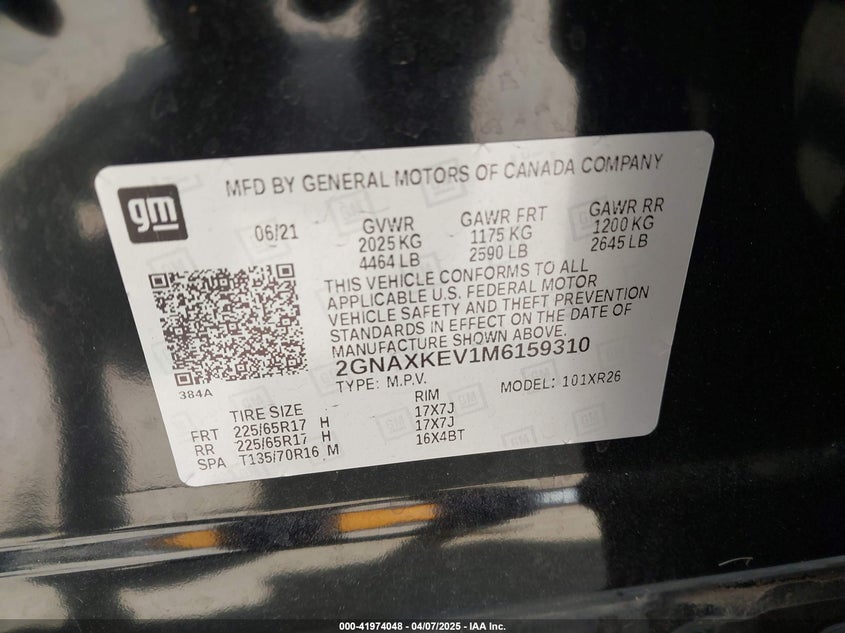 gm
MFD BY GENERAL MOTORS OF CANADA COMPANY
06/21 GVWR GAWR FRT GAWR RR
2025 KG 1175 KG 1200 KG
4464 LB 2590 LB 2645 LB
THIS VEHICLE CONFORMS TO ALL
APPLICABLE U.S. FEDERAL MOTOR
VEHICLE SAFETY AND THEFT PREVENTION
STANDARDS IN EFFECT ON THE DATE OF
MANUFACTURE SHOWN ABOVE.
2GNAXKEV1M6159310
384A
TYPE: M.P.V. MODEL: 101XR26
TIRE SIZE RIM
FRT 225/65R17 H 17X7J
RR 225/65R17 H 17X7J
SPA T135/70R16 M 16X4BT
000-41974048 - 04/07/2025 - IAA Inc.